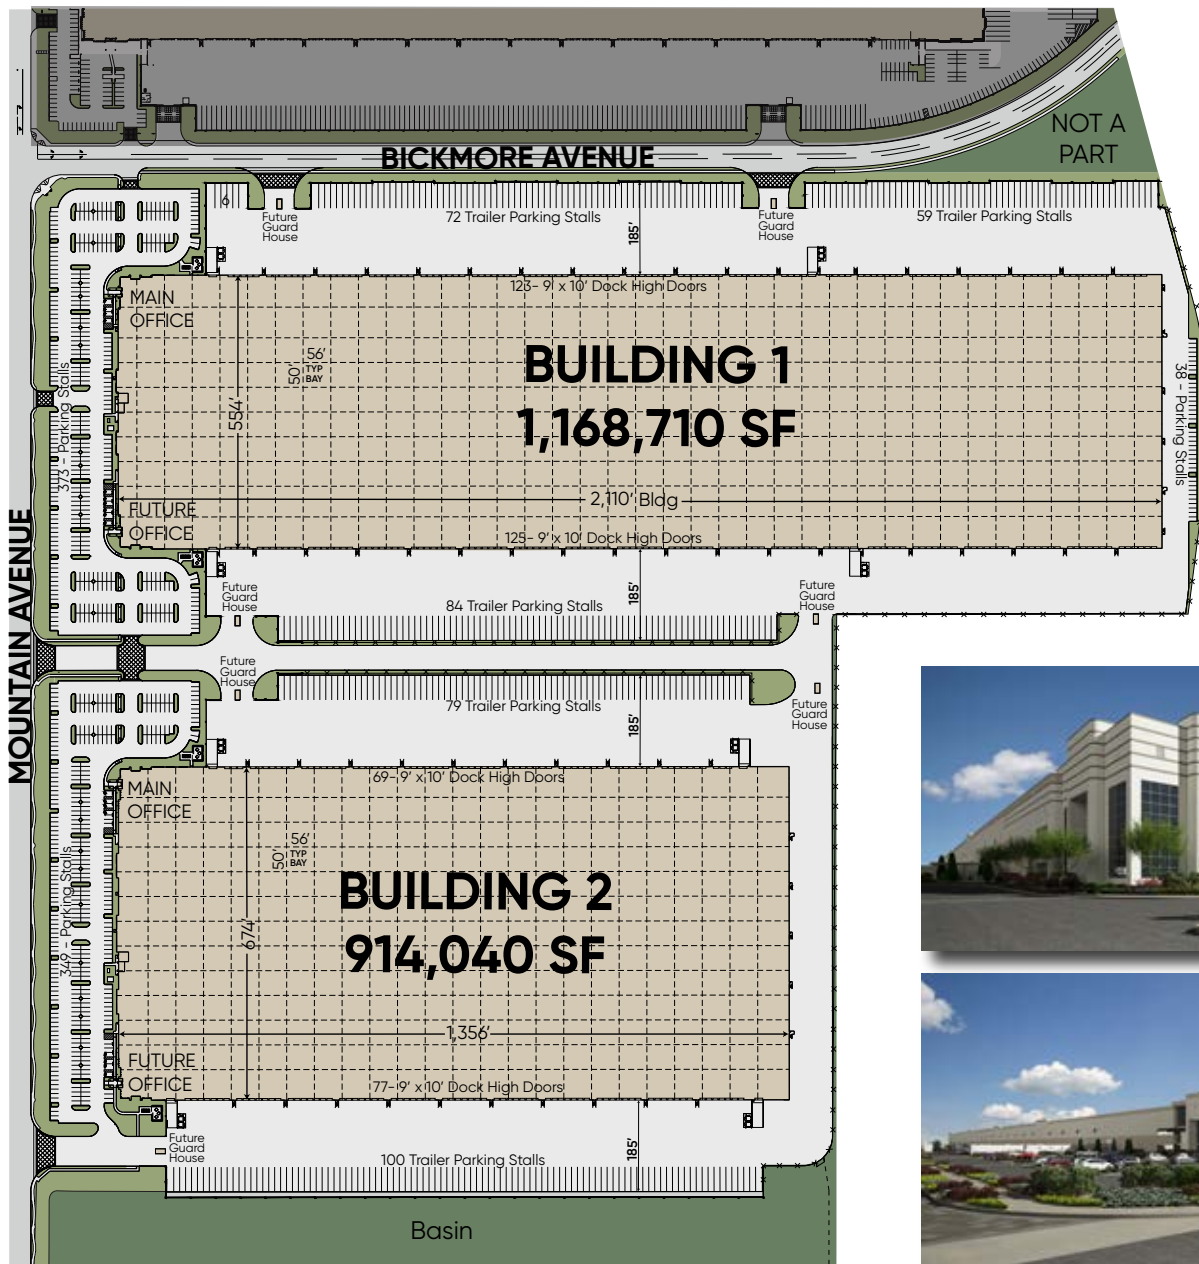 NOT A
PART
BICKMORE AVENUE
6
Future
Guard
House
72 Trailer Parking Stalls
185'
Future
Guard
House
59 Trailer Parking Stalls
123- 9' x 10' Dock High Doors
MAIN
OFFICE
56'
50'
TYP
BAY
554'
BUILDING 1
1,168,710 SF
373 - Parking Stalls
38 - Parking Stalls
2,110' Bldg
FUTURE
OFFICE
125- 9' x 10' Dock High Doors
MOUNTAIN AVENUE
Future
Guard
House
84 Trailer Parking Stalls
185'
Future
Guard
House
Future
Guard
House
79 Trailer Parking Stalls
185'
Future
Guard
House
69- 9' x 10' Dock High Doors
MAIN
OFFICE
56'
50'
TYP
BAY
674'
BUILDING 2
914,040 SF
349 - Parking Stalls
1,356'
FUTURE
OFFICE
77- 9' x 10' Dock High Doors
Future
Guard
House
100 Trailer Parking Stalls
185'
Basin